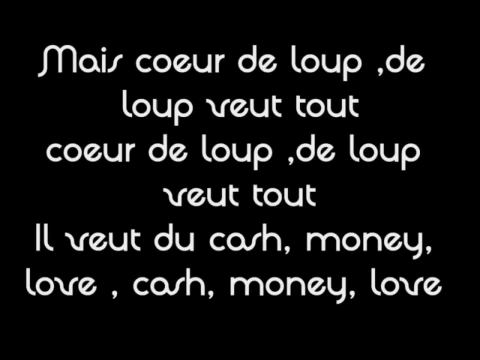 Mais coeur de loup ,de
loup veut tout
coeur de loup ,de loup
veut tout
Il veut du cash, money,
love , cash, money, love